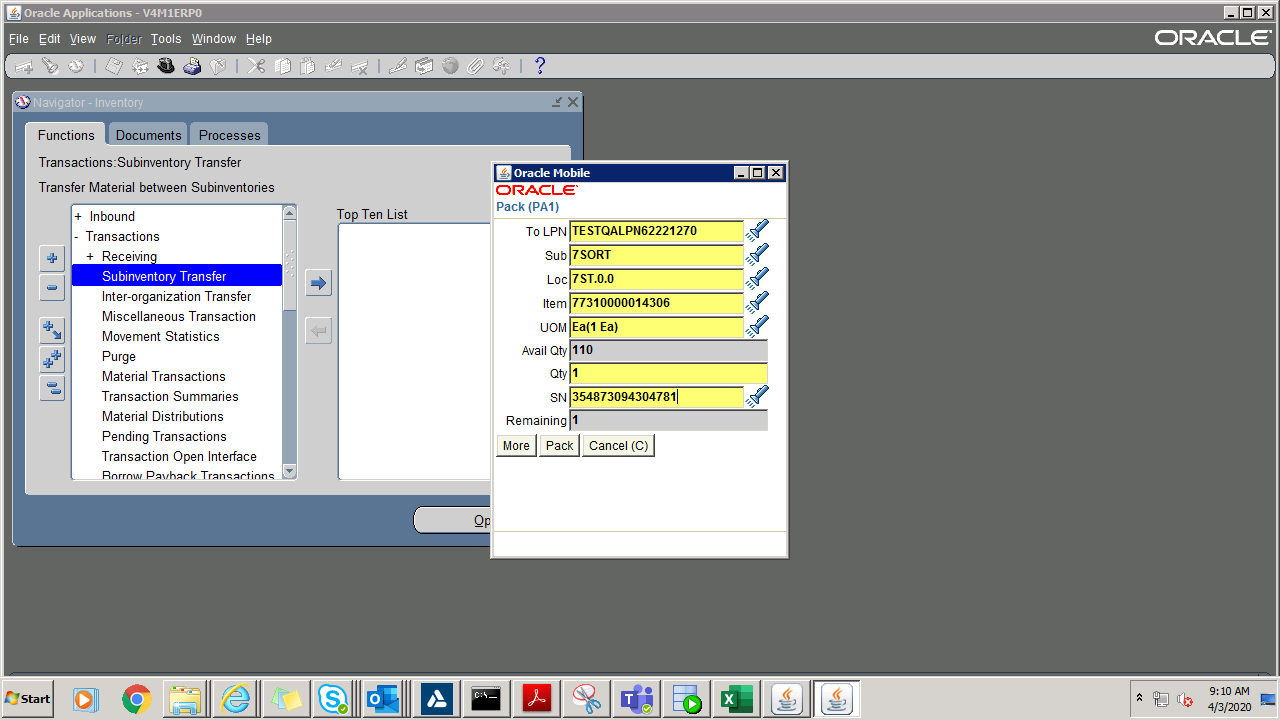 Oracle Applications - V4M1ERP0
File Edit View Folder Tools Window Help
ORACLE
?
Navigator - Inventory
Functions Documents Processes
Transactions:Subinventory Transfer
Transfer Material between Subinventories
+ Inbound
- Transactions
+ Receiving
Subinventory Transfer
Inter-organization Transfer
Miscellaneous Transaction
Movement Statistics
Purge
Material Transactions
Transaction Summaries
Material Distributions
Pending Transactions
Transaction Open Interface
Borrow Payback Transactions
Top Ten List
Op
Oracle Mobile
ORACLE
Pack (PA1)
To LPN TESTQALPN62221270
Sub 7SORT
Loc 7ST.0.0
Item 77310000014306
UOM Ea(1 Ea)
Avail Qty 110
Qty 1
SN 354873094304781
Remaining 1
More Pack Cancel (C)
Start
9:10 AM
4/3/2020